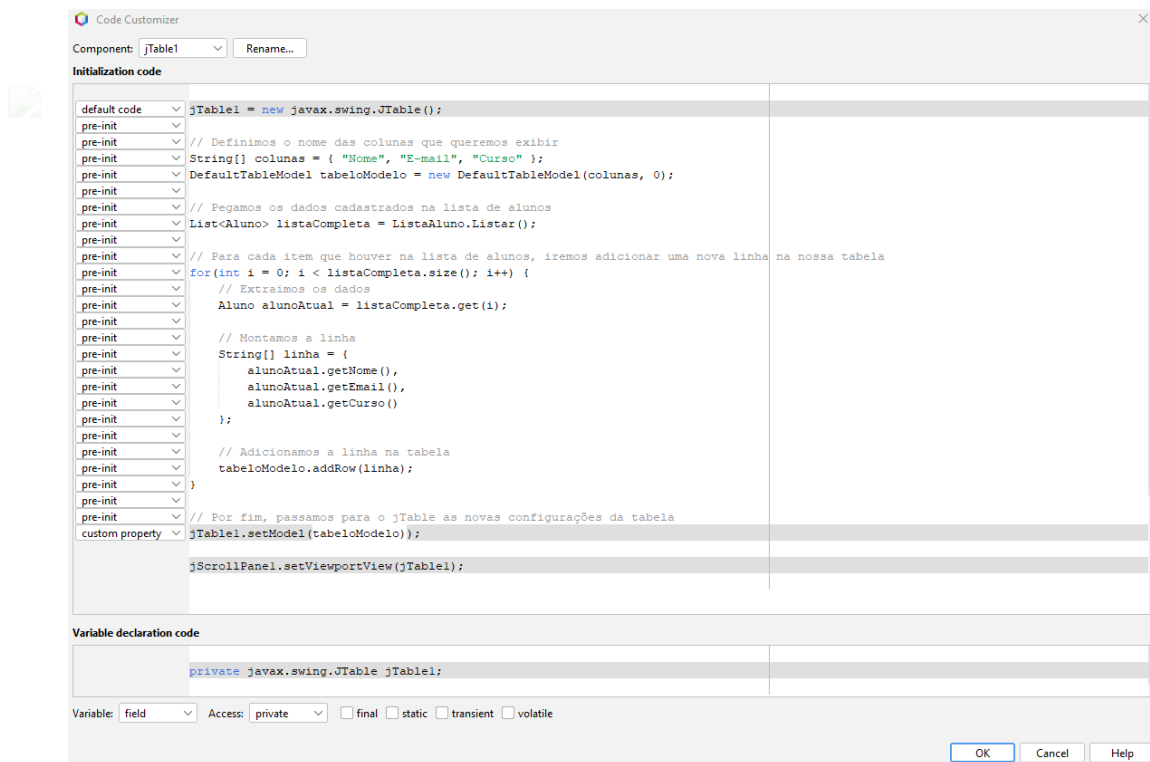 Code Customizer
Component: jTable1 Rename...
Initialization code
default code jTable1 = new javax.swing.JTable();
pre-init
pre-init // Definimos o nome das colunas que queremos exibir
pre-init String[] colunas = { "Nome", "E-mail", "Curso" };
pre-init DefaultTableModel tabeloModelo = new DefaultTableModel(colunas, 0);
pre-init
pre-init // Pegamos os dados cadastrados na lista de alunos
pre-init List<Aluno> listaCompleta = ListaAluno.Listar();
pre-init
pre-init // Para cada item que houver na lista de alunos, iremos adicionar uma nova linha na nossa tabela
pre-init for(int i = 0; i < listaCompleta.size(); i++) {
pre-init // Extraimos os dados
pre-init Aluno alunoAtual = listaCompleta.get(i);
pre-init
pre-init // Montamos a linha
pre-init String[] linha = {
pre-init alunoAtual.getNome(),
pre-init alunoAtual.getEmail(),
pre-init alunoAtual.getCurso()
pre-init };
pre-init
pre-init // Adicionamos a linha na tabela
pre-init tabeloModelo.addRow(linha);
pre-init }
pre-init
pre-init // Por fim, passamos para o jTable as novas configurações da tabela
custom property jTable1.setModel(tabeloModelo));
jScrollPane1.setViewportView(jTable1);
Variable declaration code
private javax.swing.JTable jTable1;
Variable: field Access: private final static transient volatile
OK Cancel Help